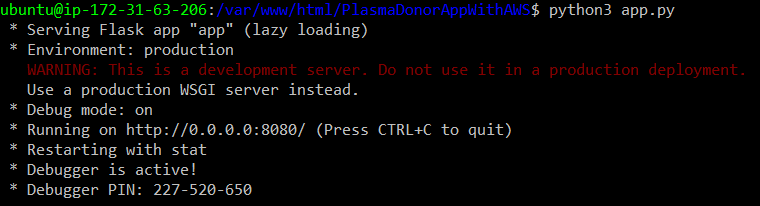 ubuntu@ip-172-31-63-206:/var/www/html/PlasmaDonorAppWithAWS$ python3 app.py
* Serving Flask app "app" (lazy loading)
* Environment: production
WARNING: This is a development server. Do not use it in a production deployment.
Use a production WSGI server instead.
* Debug mode: on
* Running on http://0.0.0.0:8080/ (Press CTRL+C to quit)
* Restarting with stat
* Debugger is active!
* Debugger PIN: 227-520-650